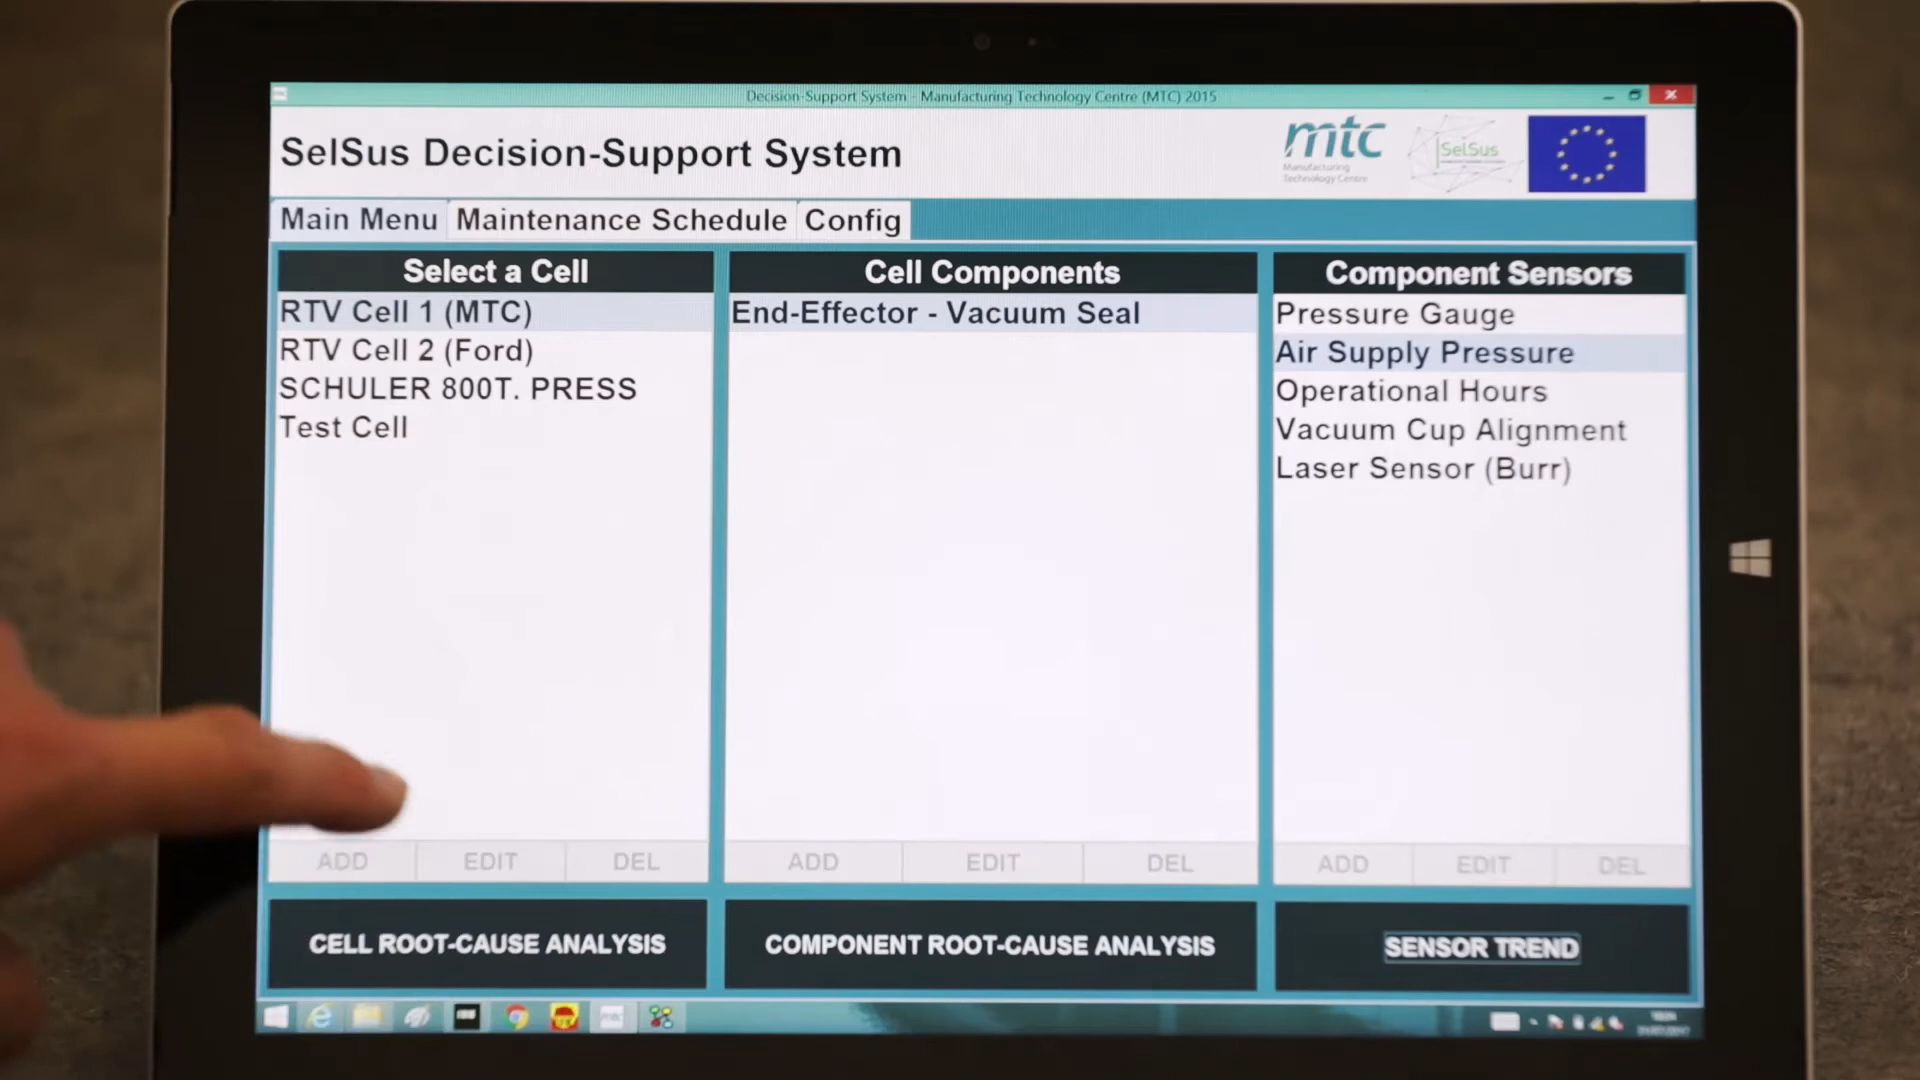 Decision-Support System - Manufacturing Technology Centre (MTC) 2015
SelSus Decision-Support System
mtc
Manufacturing
Technology Centre
SelSus
Main Menu
Maintenance Schedule
Config
Select a Cell
RTV Cell 1 (MTC)
RTV Cell 2 (Ford)
SCHULER 800T. PRESS
Test Cell
ADD
EDIT
DEL
CELL ROOT-CAUSE ANALYSIS
Cell Components
End-Effector - Vacuum Seal
ADD
EDIT
DEL
COMPONENT ROOT-CAUSE ANALYSIS
Component Sensors
Pressure Gauge
Air Supply Pressure
Operational Hours
Vacuum Cup Alignment
Laser Sensor (Burr)
ADD
EDIT
DEL
SENSOR TREND